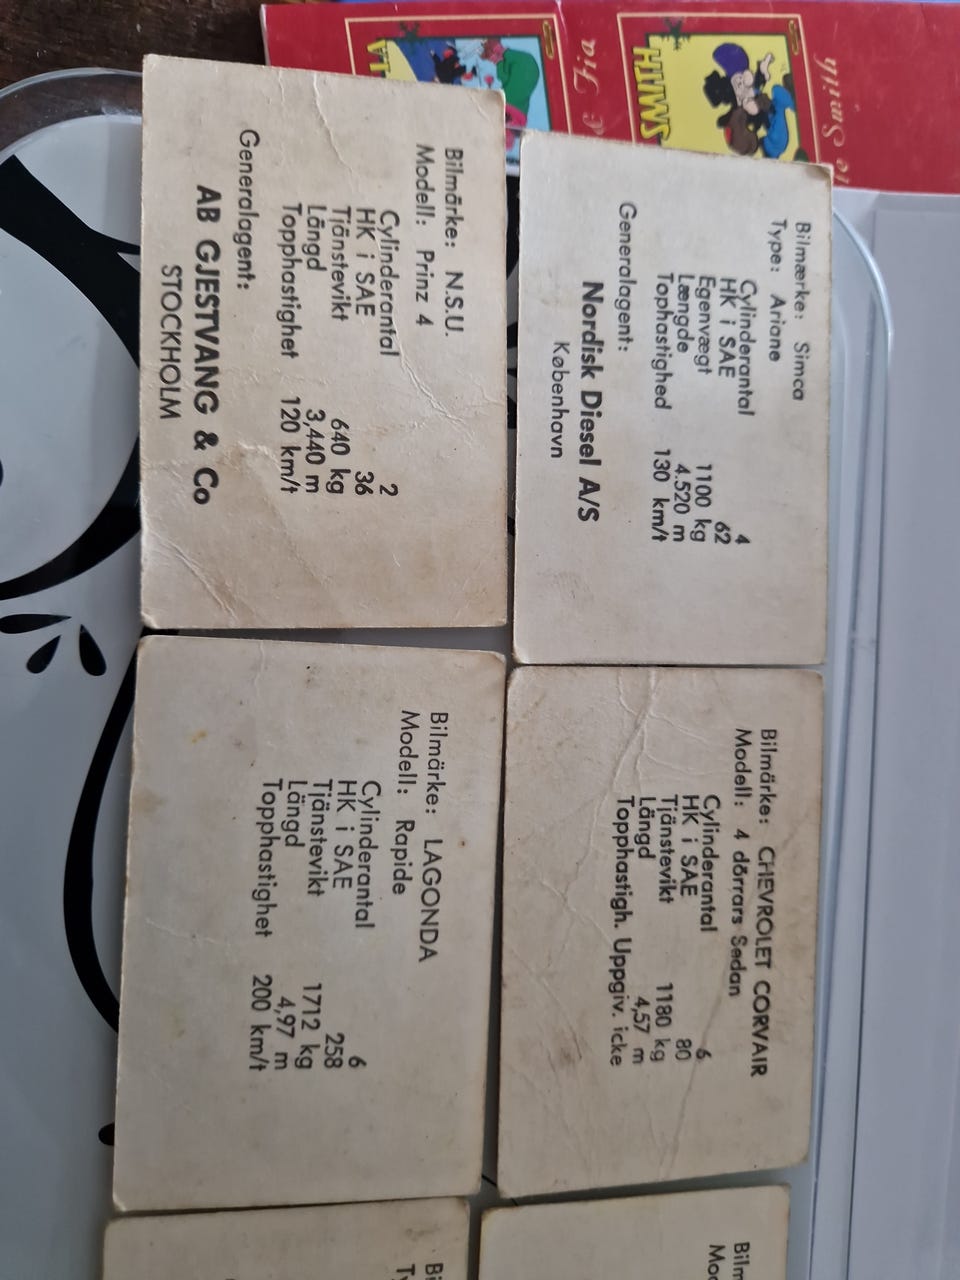 Smith
& Fia
SMITH
Bilmärke: N.S.U.
Modell: Prinz 4
Cylinderantal 2
HK i SAE 36
Tjänstevikt 640 kg
Längd 3,440 m
Topphastighet 120 km/t
Generalagent:
AB GJESTVANG & Co
STOCKHOLM
Bilmærke: Simca
Type: Ariane
Cylinderantal 4
HK i SAE 62
Egenvægt 1100 kg
Længde 4.520 m
Tophastighed 130 km/t
Generalagent:
Nordisk Diesel A/S
København
Bilmärke: LAGONDA
Modell: Rapide
Cylinderantal 6
HK i SAE 258
Tjänstevikt 1712 kg
Längd 4,97 m
Topphastighet 200 km/t
Bilmärke: CHEVROLET CORVAIR
Modell: 4 dörrars Sedan
Cylinderantal 6
HK i SAE 80
Tjänstevikt 1180 kg
Längd 4,57 m
Topphastigh. Uppgiv. icke